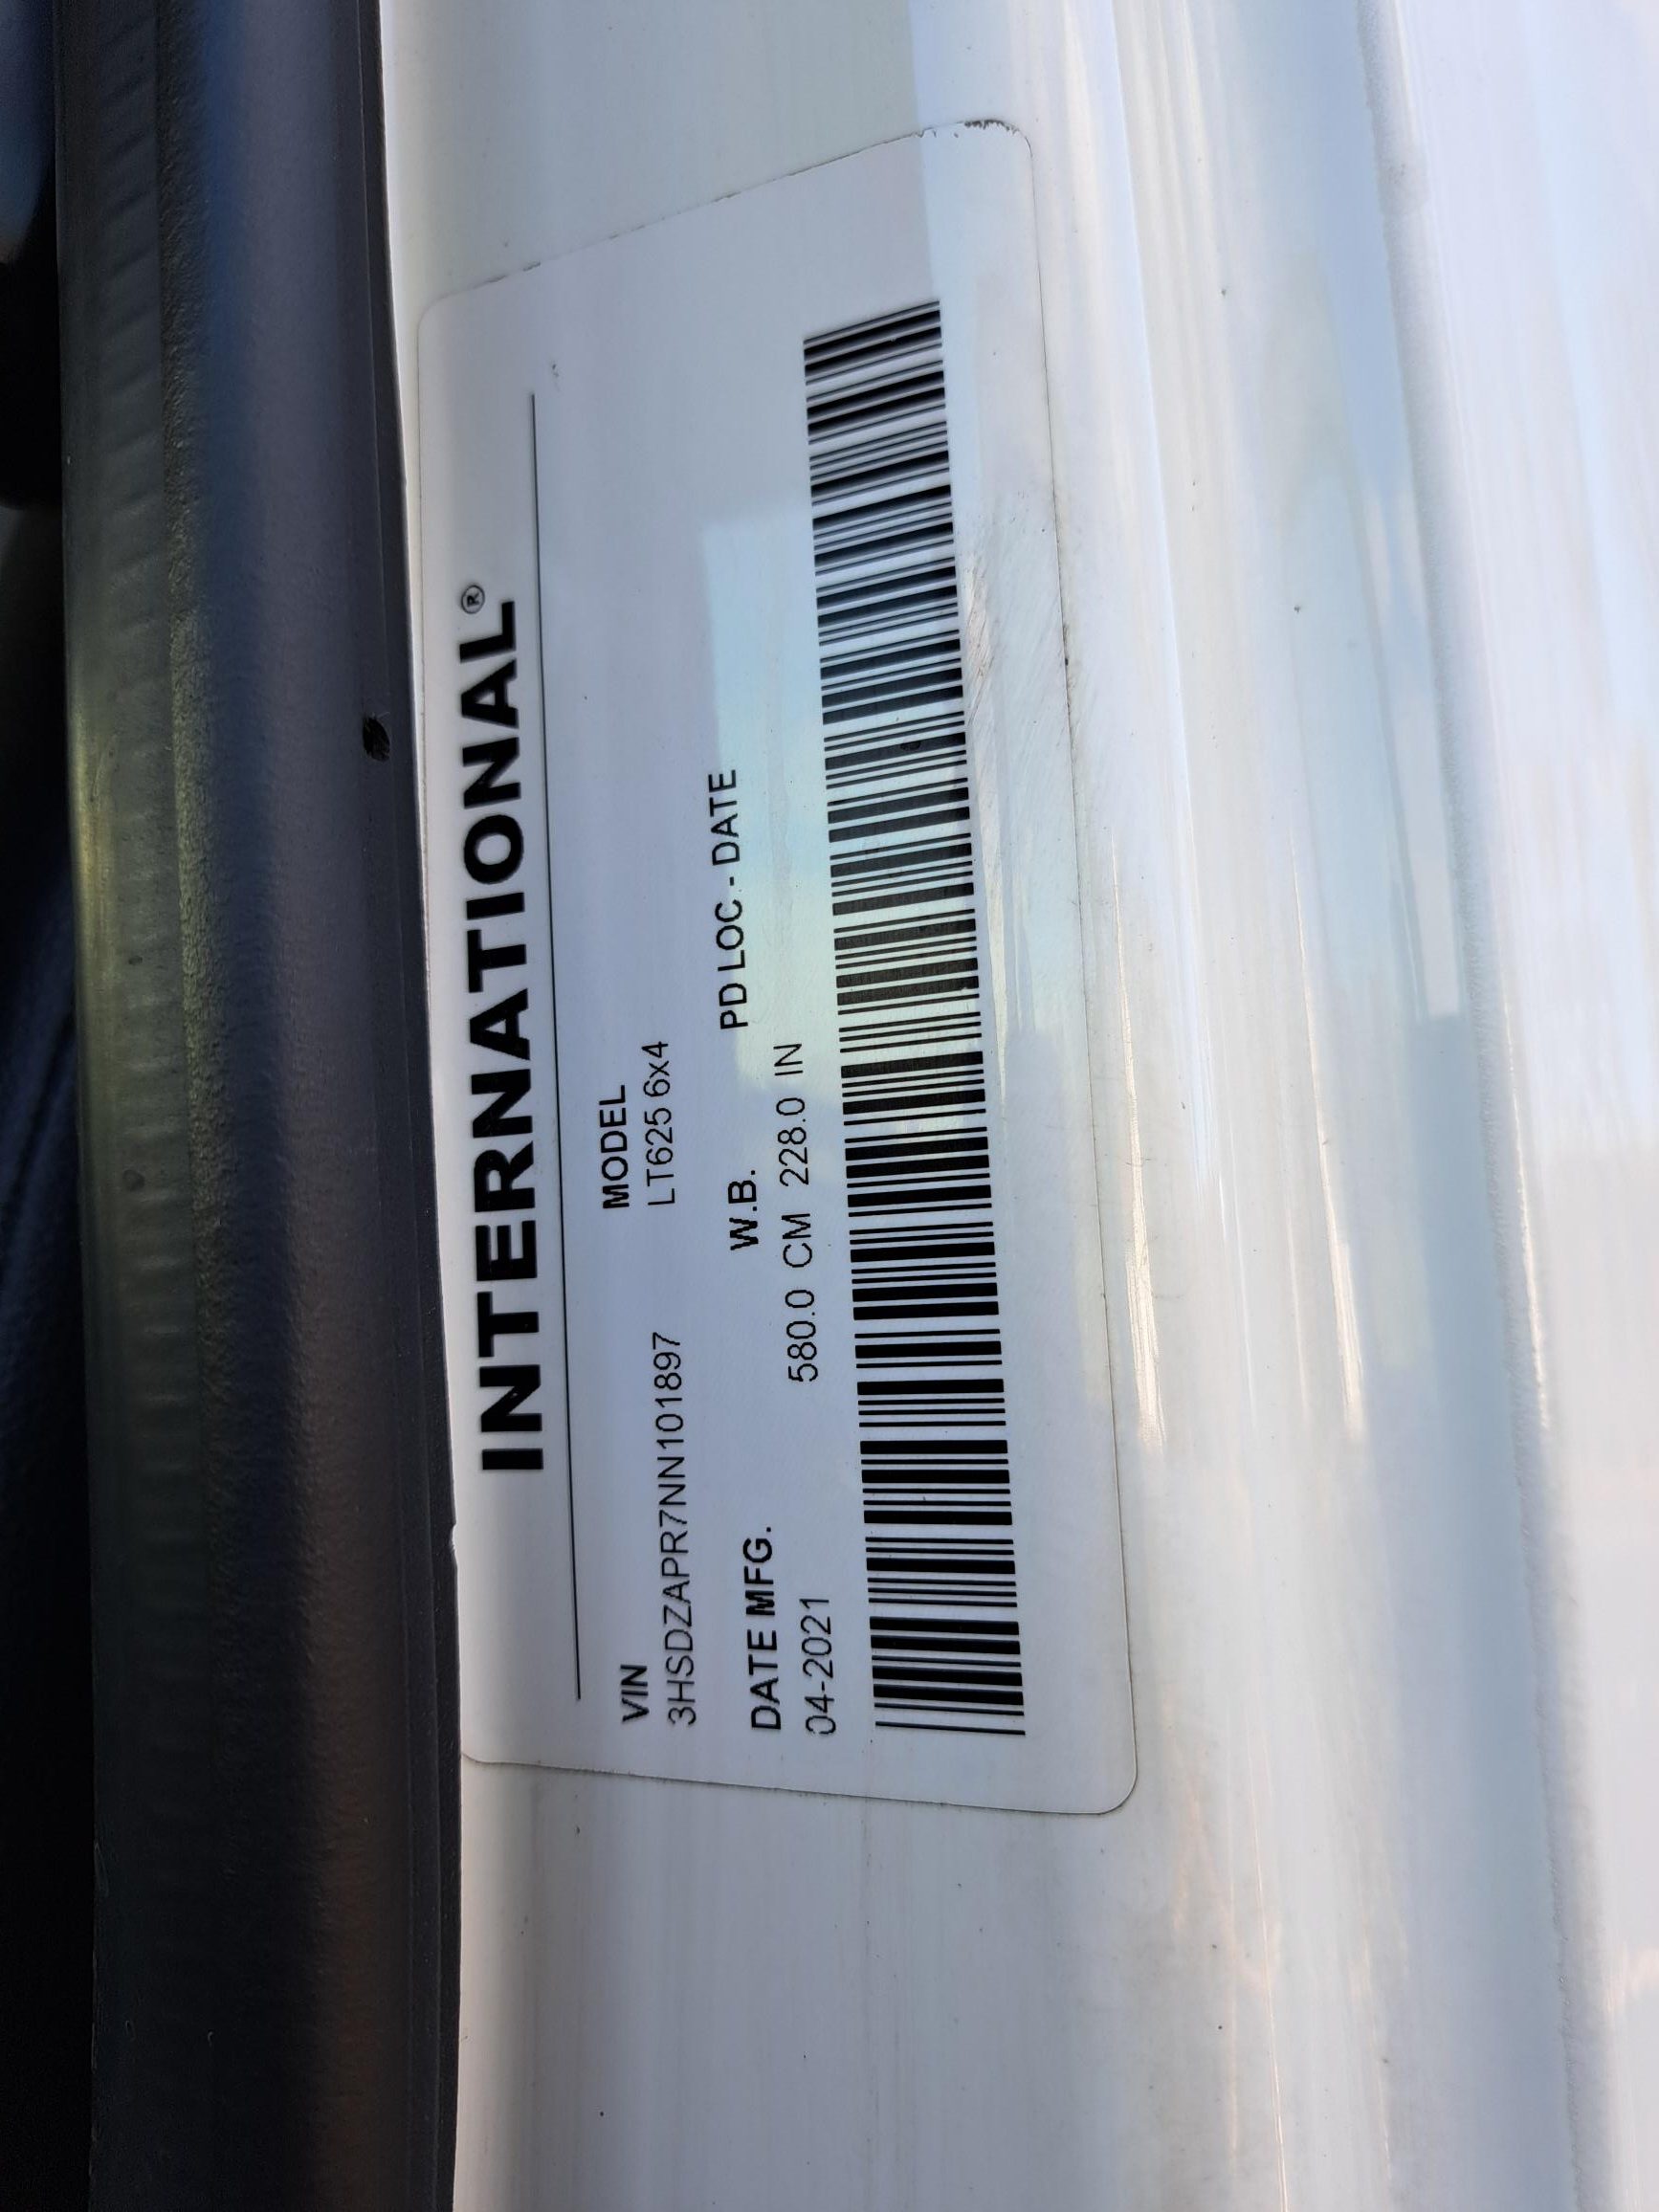 INTERNATIONAL®
VIN MODEL
3HSDZAPR7NN101897 LT625 6x4
DATE MFG. W.B. PD LOC - DATE
04-2021 580.0 CM 228.0 IN